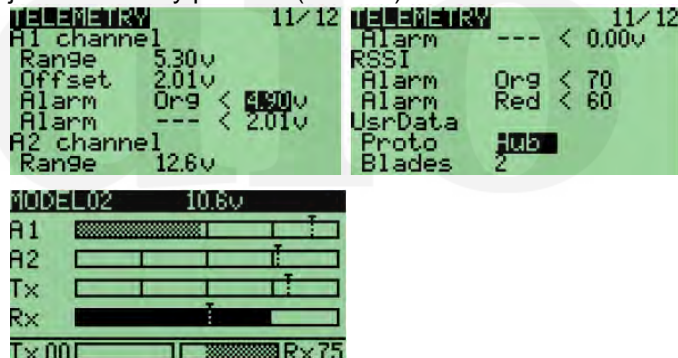 TELEMETRY 11/12
A1 channel
Range 5.30v
Offset 2.01v
Alarm Org < 4.90v
Alarm --- < 2.01v
A2 channel
Range 12.6v
TELEMETRY 11/12
Alarm --- < 0.00v
RSSI
Alarm Org < 70
Alarm Red < 60
UsrData
Proto Hub
Blades 2
MODEL02 10.6v
A1
A2
Tx
Rx
Tx 00 Rx75